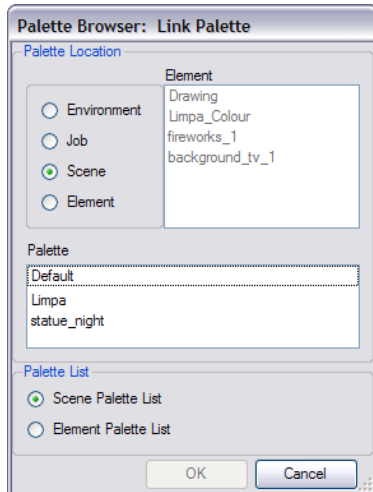 Palette Browser:  Link Palette
Palette Location
Element
Environment
Job
Scene
Element
Drawing
Limpa_Colour
fireworks_1
background_tv_1
Palette
Default
Limpa
statue_night
Palette List
Scene Palette List
Element Palette List
OK
Cancel